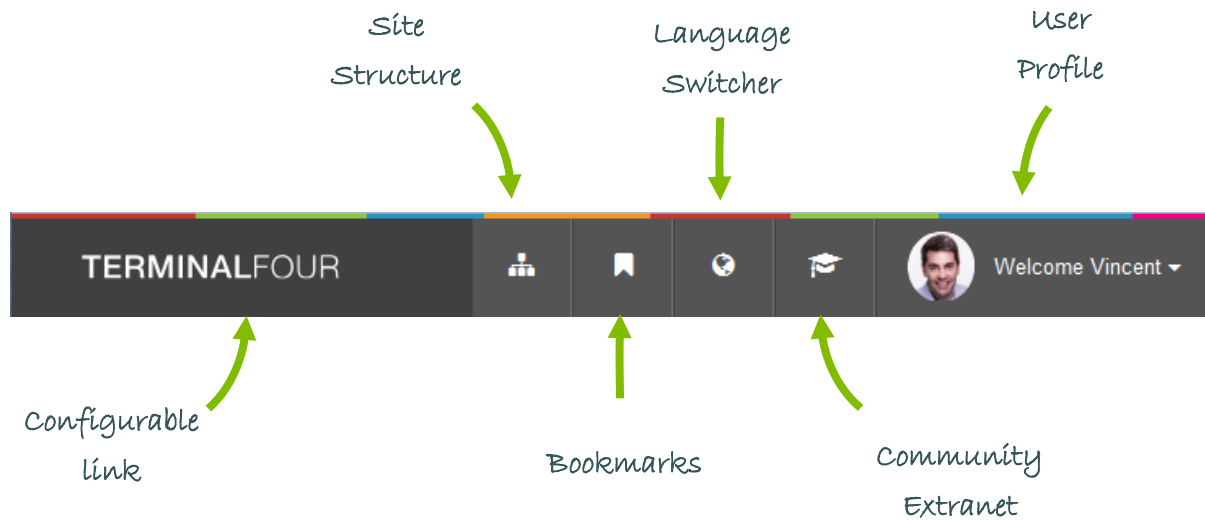 Site
Structure
Language
Switcher
User
Profile
TERMINALFOUR
Welcome Vincent
Configurable
link
Bookmarks
Community
Extranet